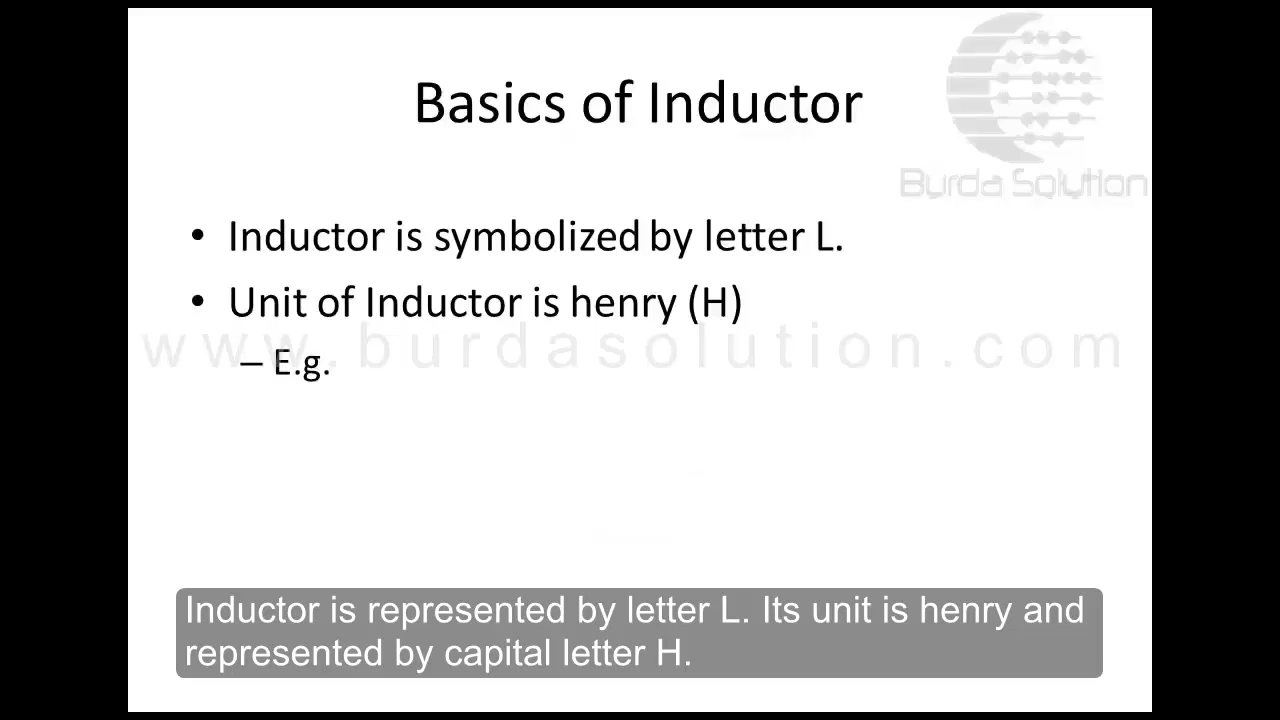 Basics of Inductor
Burda Solution
• Inductor is symbolized by letter L.
• Unit of Inductor is henry (H)
www.burdasolution.com
– E.g.
Inductor is represented by letter L. Its unit is henry and
represented by capital letter H.